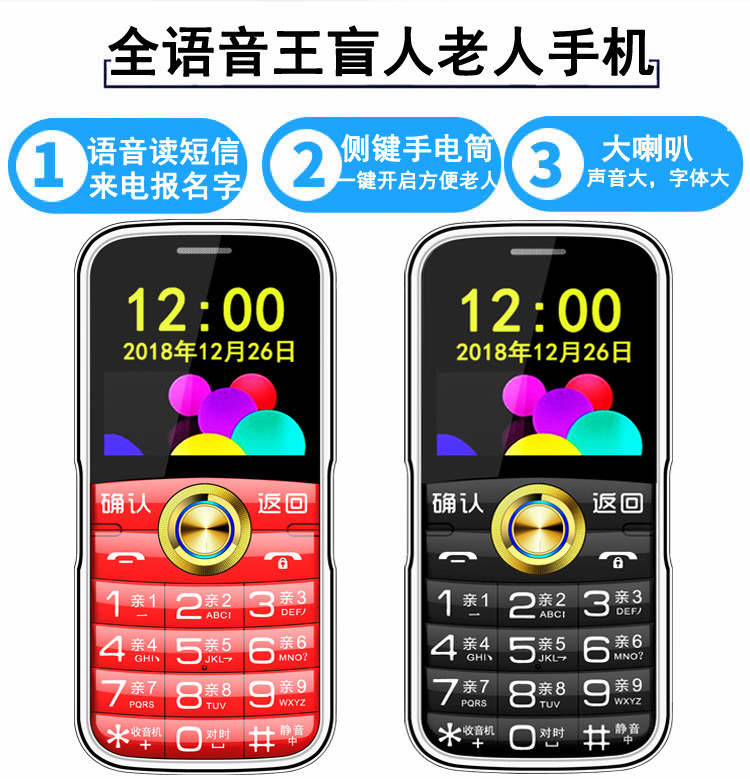 全语音王盲人老人手机
1
语音读短信
来电报名字
2
侧键手电筒
一键开启方便老人
3
大喇叭
声音大，字体大
12:00
2018年12月26日
确认 返回
1 亲1
2 亲2 ABC
3 亲3 DEF
4 亲4 GHI
5 亲5 JKL
6 亲6 MNO?
7 亲7 PQRS
8 亲8 TUV
9 亲9 WXYZ
* 收音机 +
0 对时
# 静音 中
12:00
2018年12月26日
确认 返回
1 亲1
2 亲2 ABC
3 亲3 DEF
4 亲4 GHI
5 亲5 JKL
6 亲6 MNO?
7 亲7 PQRS
8 亲8 TUV
9 亲9 WXYZ
* 收音机 +
0 对时
# 静音 中